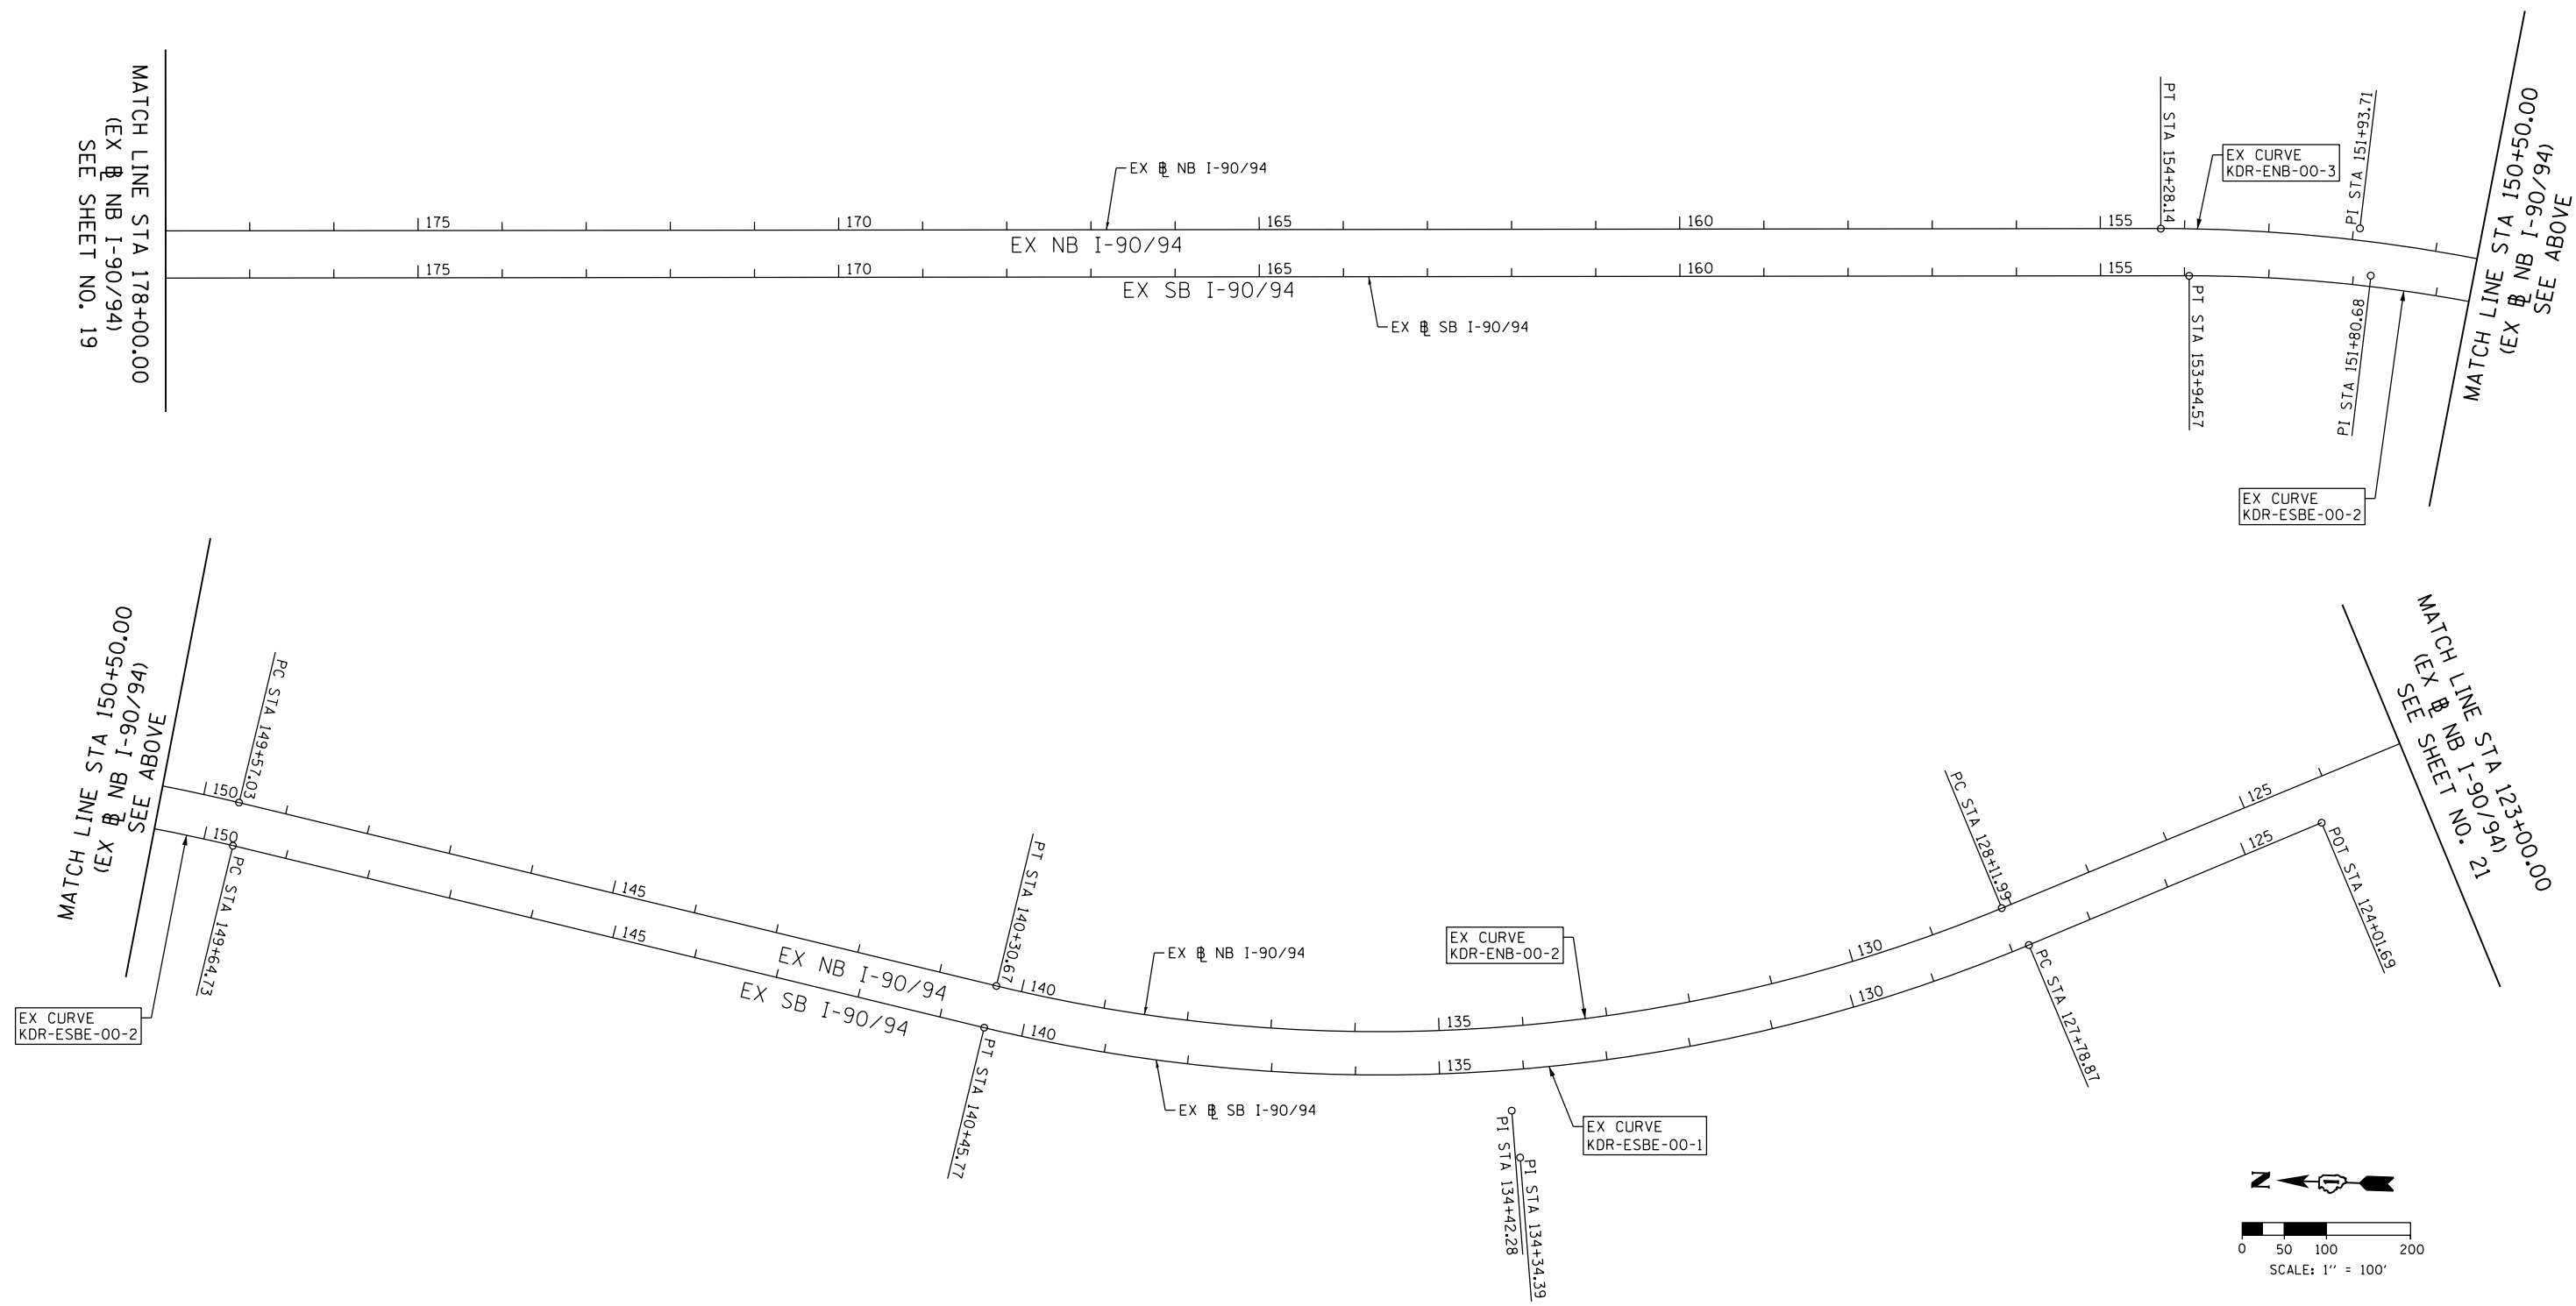 MATCH LINE STA 178+00.00
(EX BL NB I-90/94)
SEE SHEET NO. 19
175
170
165
160
155
EX BL NB I-90/94
EX NB I-90/94
PT STA 154+28.14
EX CURVE
KDR-ENB-00-3
PI STA 151+93.71
175
170
165
160
155
EX SB I-90/94
EX BL SB I-90/94
PT STA 153+94.57
PI STA 151+80.68
EX CURVE
KDR-ESBE-00-2
MATCH LINE STA 150+50.00
(EX BL NB I-90/94)
SEE ABOVE
MATCH LINE STA 150+50.00
(EX BL NB I-90/94)
SEE ABOVE
PC STA 149+57.03
150
145
140
135
130
125
150
145
140
135
130
125
PC STA 149+64.73
EX CURVE
KDR-ESBE-00-2
EX NB I-90/94
EX SB I-90/94
PT STA 140+30.67
PT STA 140+45.77
EX BL NB I-90/94
EX BL SB I-90/94
EX CURVE
KDR-ENB-00-2
EX CURVE
KDR-ESBE-00-1
PI STA 134+42.28
PI STA 134+34.39
PC STA 128+11.99
PC STA 127+78.87
POT STA 124+01.69
MATCH LINE STA 123+00.00
(EX BL NB I-90/94)
SEE SHEET NO. 21
N
0 50 100 200
SCALE: 1'' = 100'